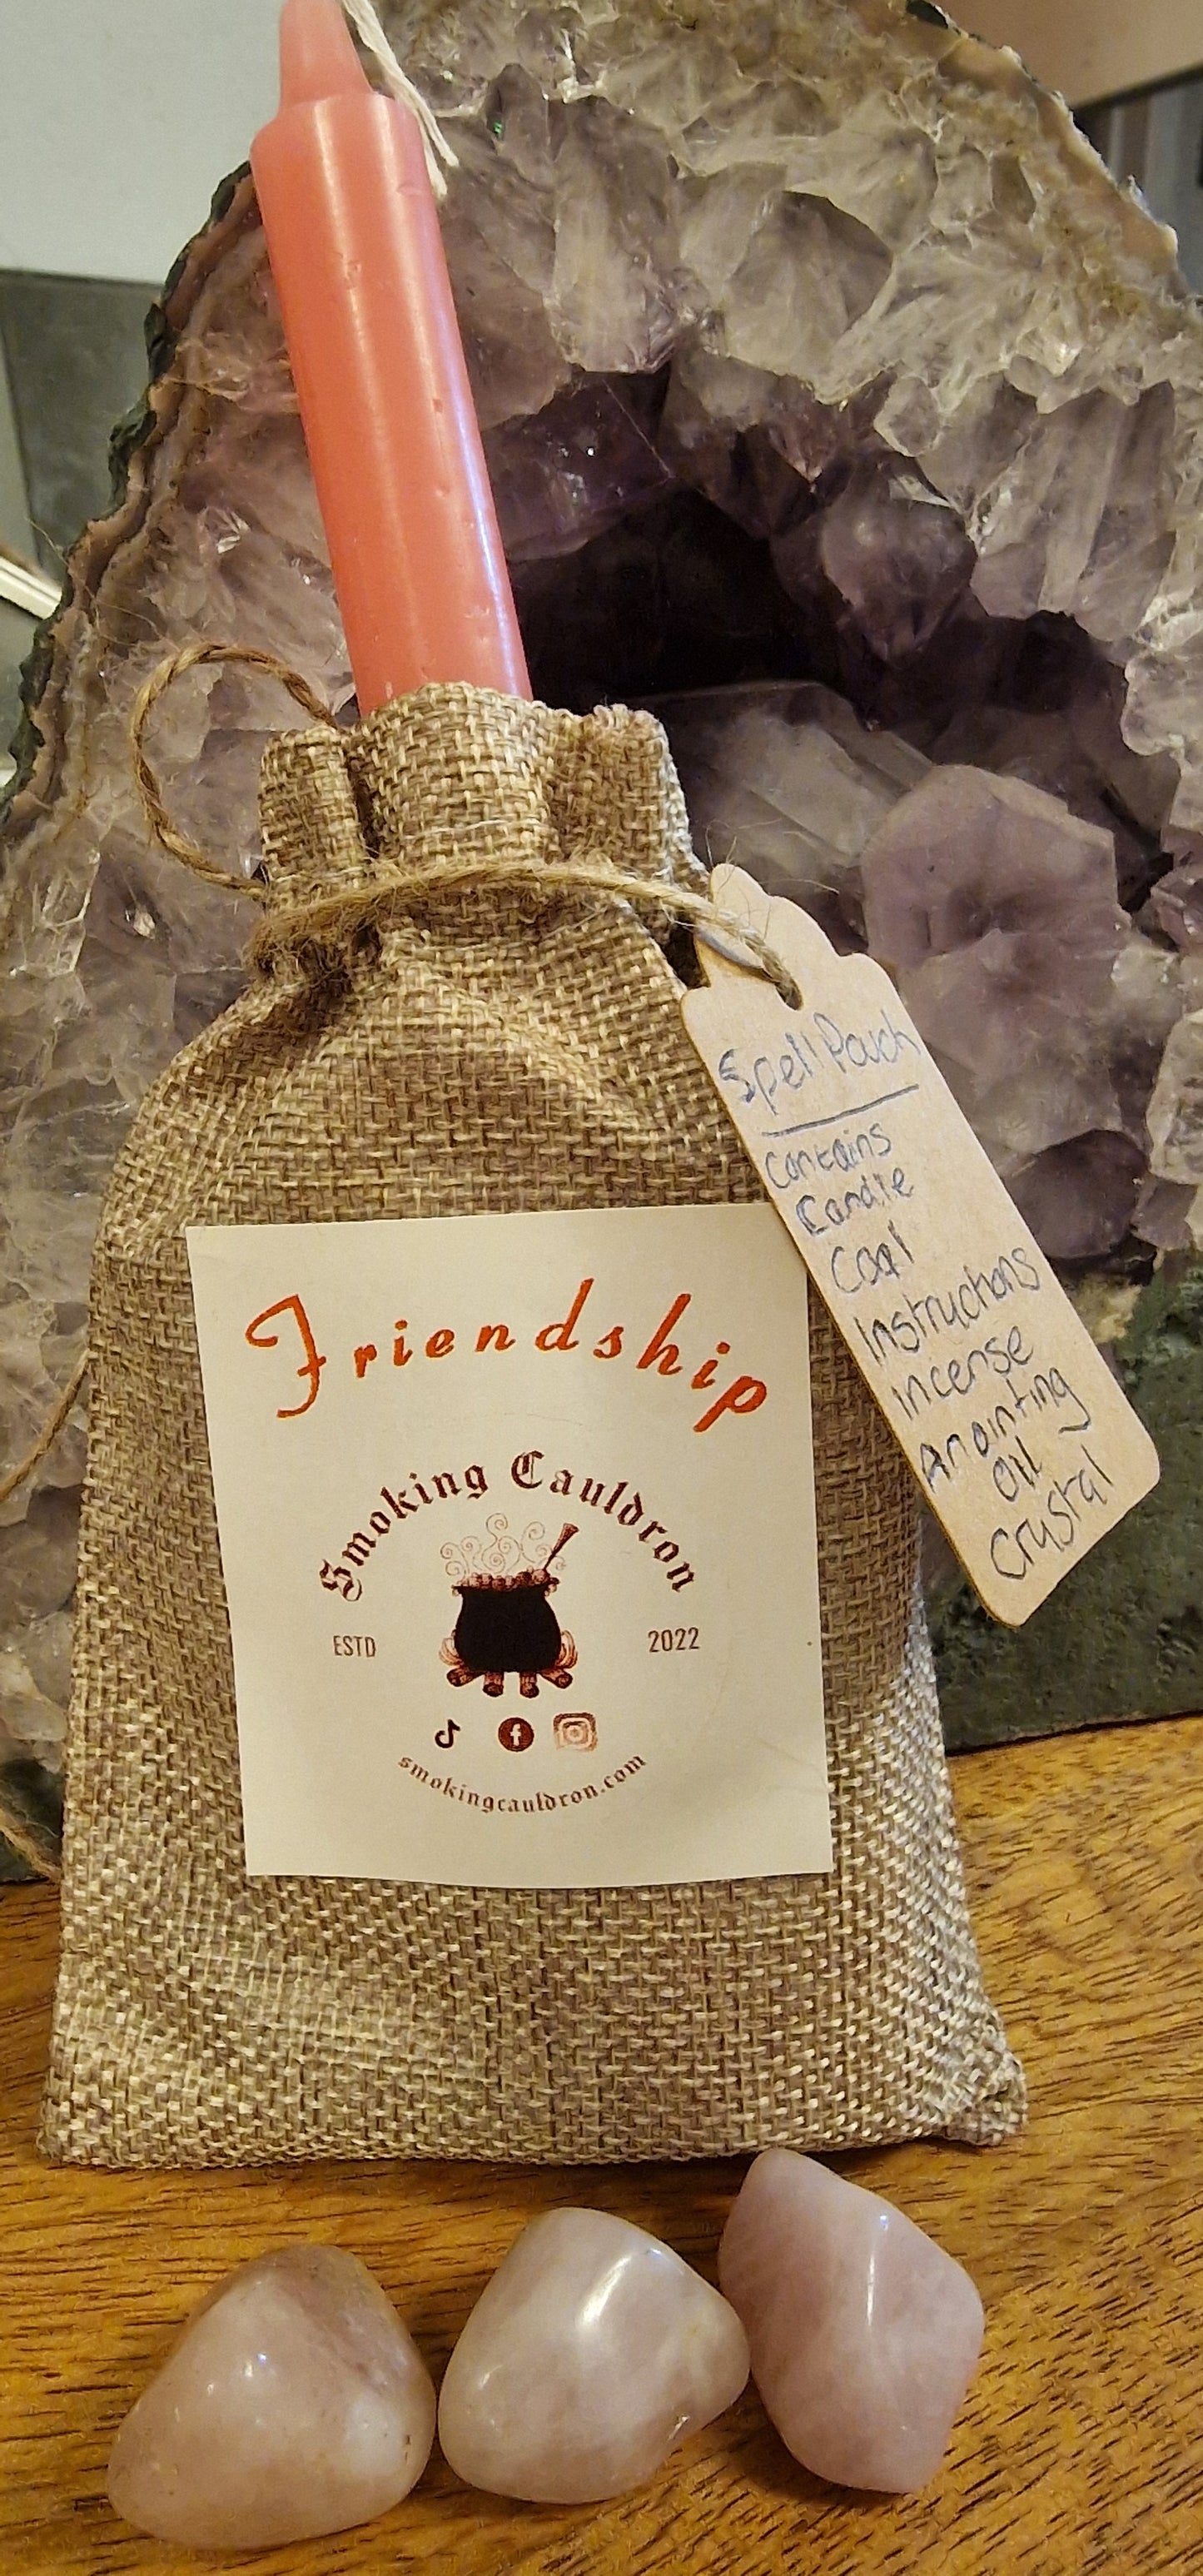 Spell Pouch
Contains
Candle
Coal
Instructions
Incense
Anointing
Oil
Crystal
Friendship
Smoking Cauldron
ESTD 2022
smokingcauldron.com